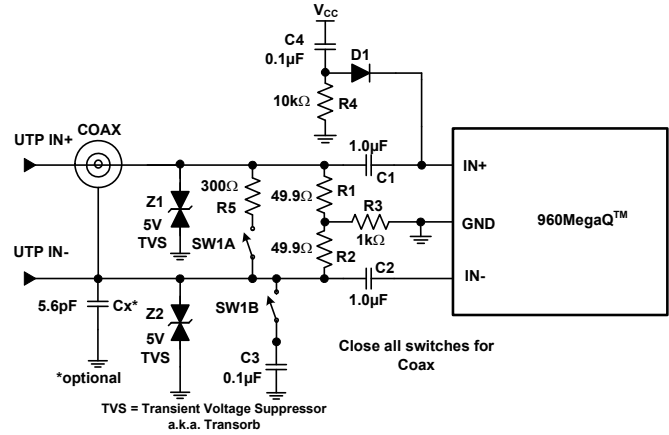 VCC
C4
0.1µF
D1
10kΩ
R4
UTP IN+
COAX
1.0µF
C1
IN+
Z1
5V
TVS
300Ω
R5
49.9Ω
R1
R3
1kΩ
GND
960MegaQ™
SW1A
49.9Ω
R2
UTP IN-
C2
1.0µF
IN-
5.6pF
Cx*
*optional
Z2
5V
TVS
SW1B
C3
0.1µF
Close all switches for
Coax
TVS = Transient Voltage Suppressor
a.k.a. Transorb